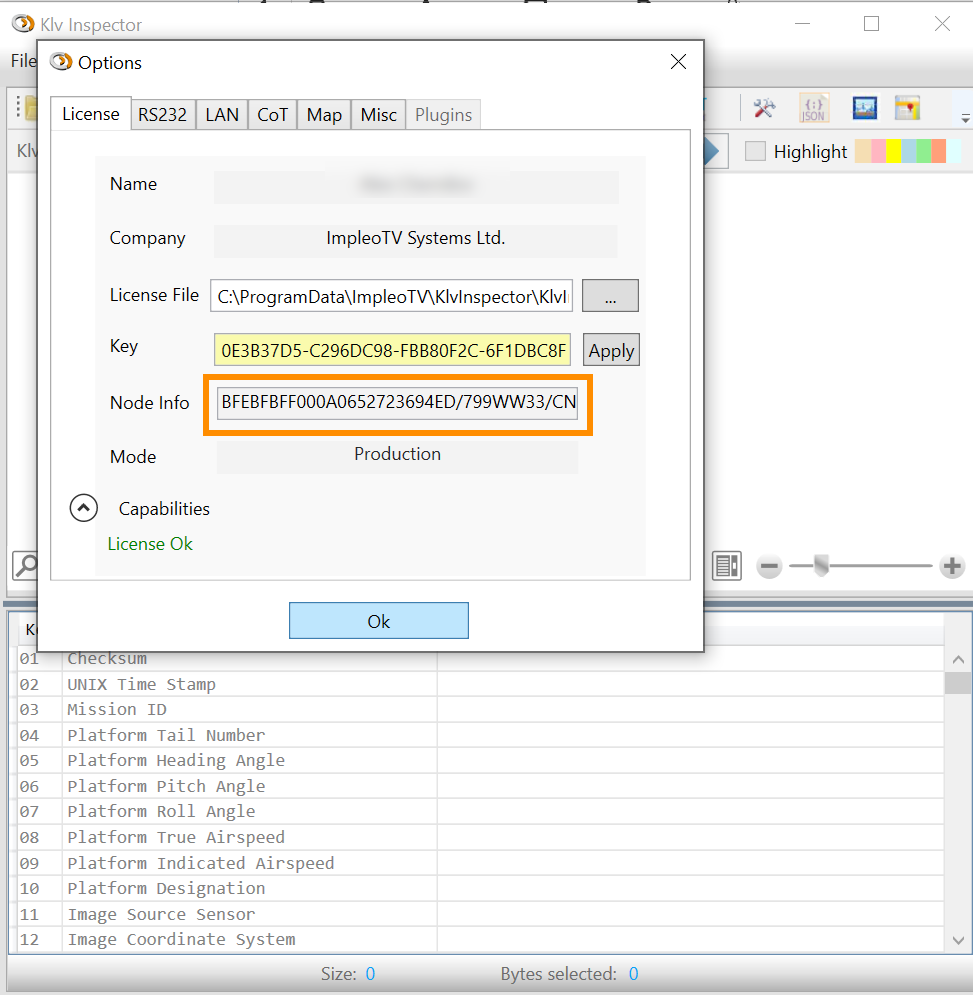 Klv Inspector
File
Options
License RS232 LAN CoT Map Misc Plugins
{:} JSON
Klv
Highlight
Name
Company ImpleoTV Systems Ltd.
License File C:\ProgramData\ImpleoTV\KlvInspector\KlvI ...
Key 0E3B37D5-C296DC98-FBB80F2C-6F1DBC8F Apply
Node Info BFEBFBFF000A0652723694ED/799WW33/CN
Mode Production
Capabilities
License Ok
Ok
01 Checksum
02 UNIX Time Stamp
03 Mission ID
04 Platform Tail Number
05 Platform Heading Angle
06 Platform Pitch Angle
07 Platform Roll Angle
08 Platform True Airspeed
09 Platform Indicated Airspeed
10 Platform Designation
11 Image Source Sensor
12 Image Coordinate System
Size: 0 Bytes selected: 0